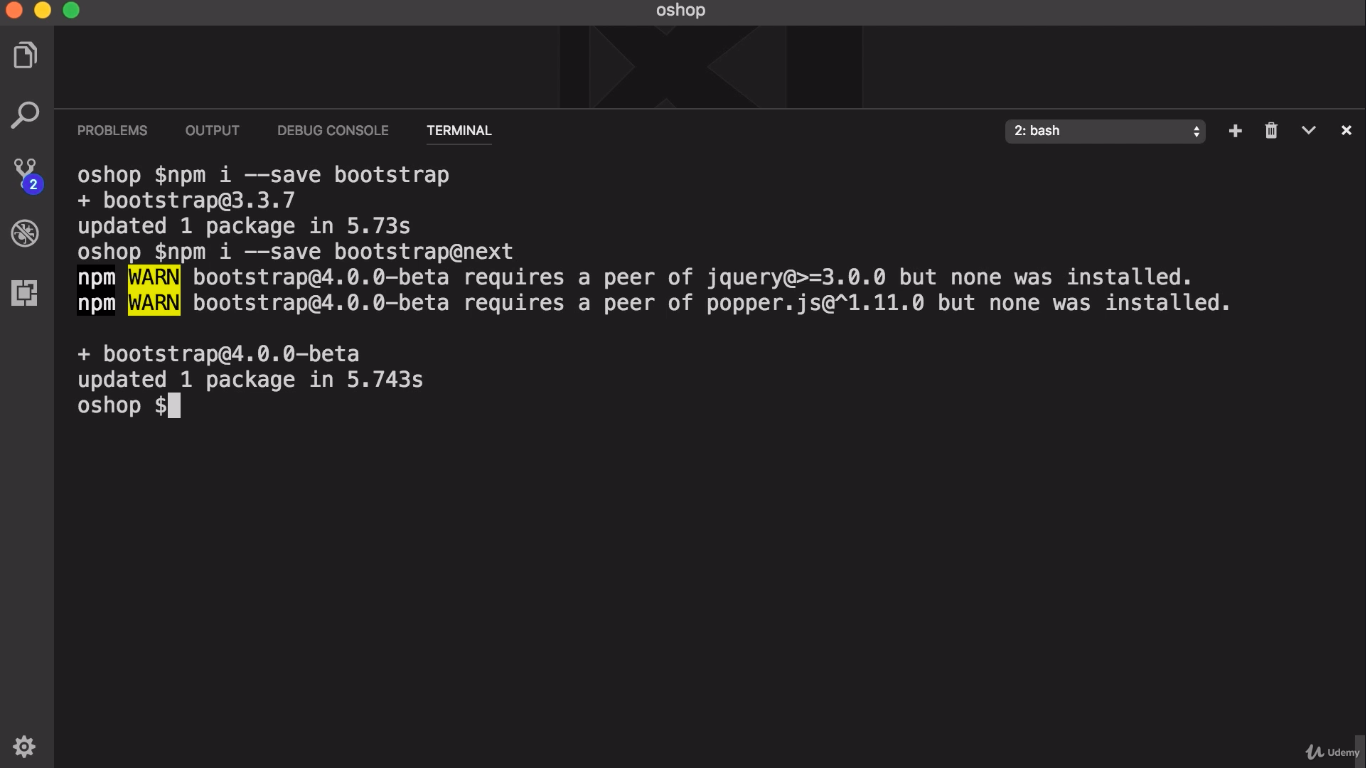 oshop
PROBLEMS OUTPUT DEBUG CONSOLE TERMINAL 2: bash
oshop $npm i --save bootstrap
+ bootstrap@3.3.7
updated 1 package in 5.73s
2
oshop $npm i --save bootstrap@next
npm WARN bootstrap@4.0.0-beta requires a peer of jquery@>=3.0.0 but none was installed.
npm WARN bootstrap@4.0.0-beta requires a peer of popper.js@^1.11.0 but none was installed.
+ bootstrap@4.0.0-beta
updated 1 package in 5.743s
oshop $
Udemy